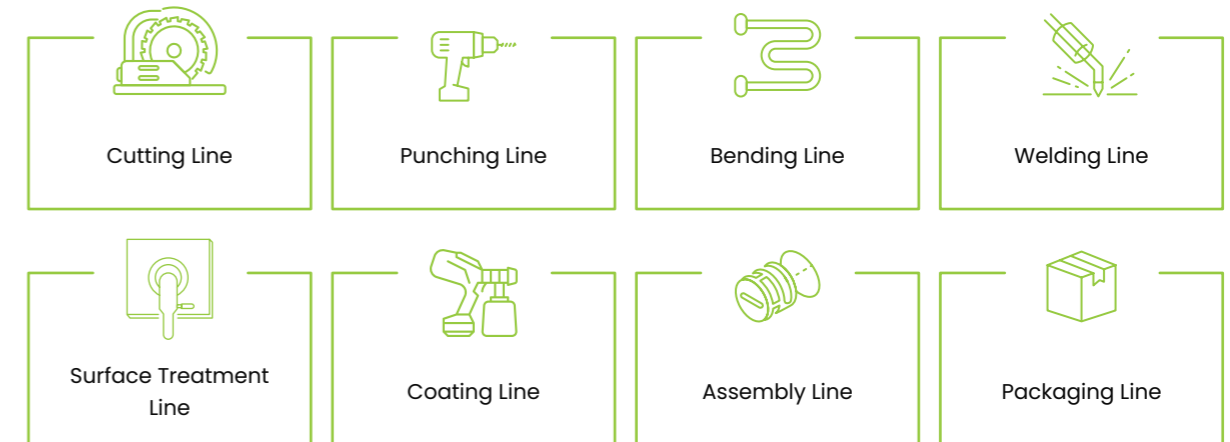 Cutting Line
Punching Line
Bending Line
Welding Line
Surface Treatment
Line
Coating Line
Assembly Line
Packaging Line